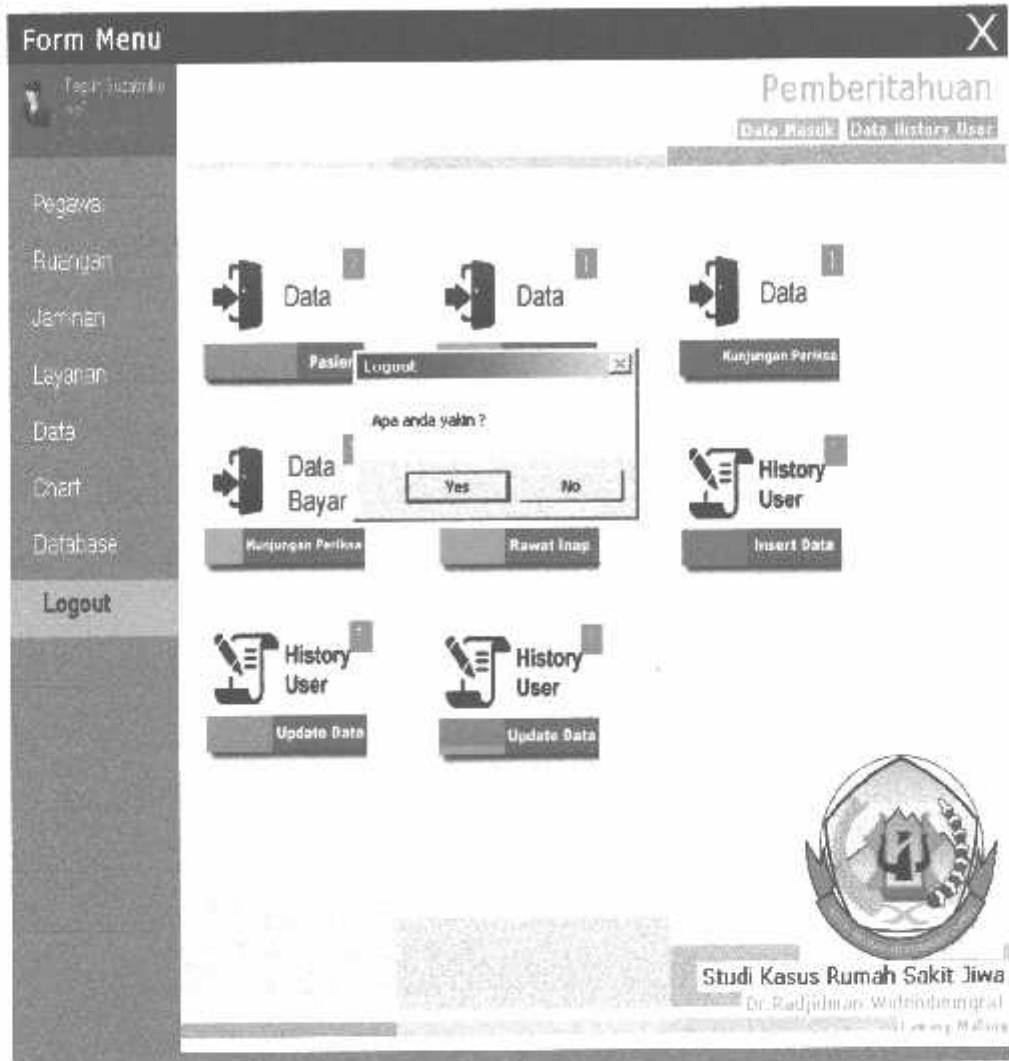 Form Menu
X
Pemberitahuan
Data Masuk
Data History User
Ruangan
Jaminan
Layanan
Data
Chart
Database
Logout
Data
Pasien
Data
1
Data
1
Kunjungan Periksa
Logout
Apa anda yakin ?
Yes
No
Data
Bayar
Kunjungan Periksa
Rawat Inap
History
User
Insert Data
History
User
Update Data
History
User
Update Data
Studi Kasus Rumah Sakit Jiwa